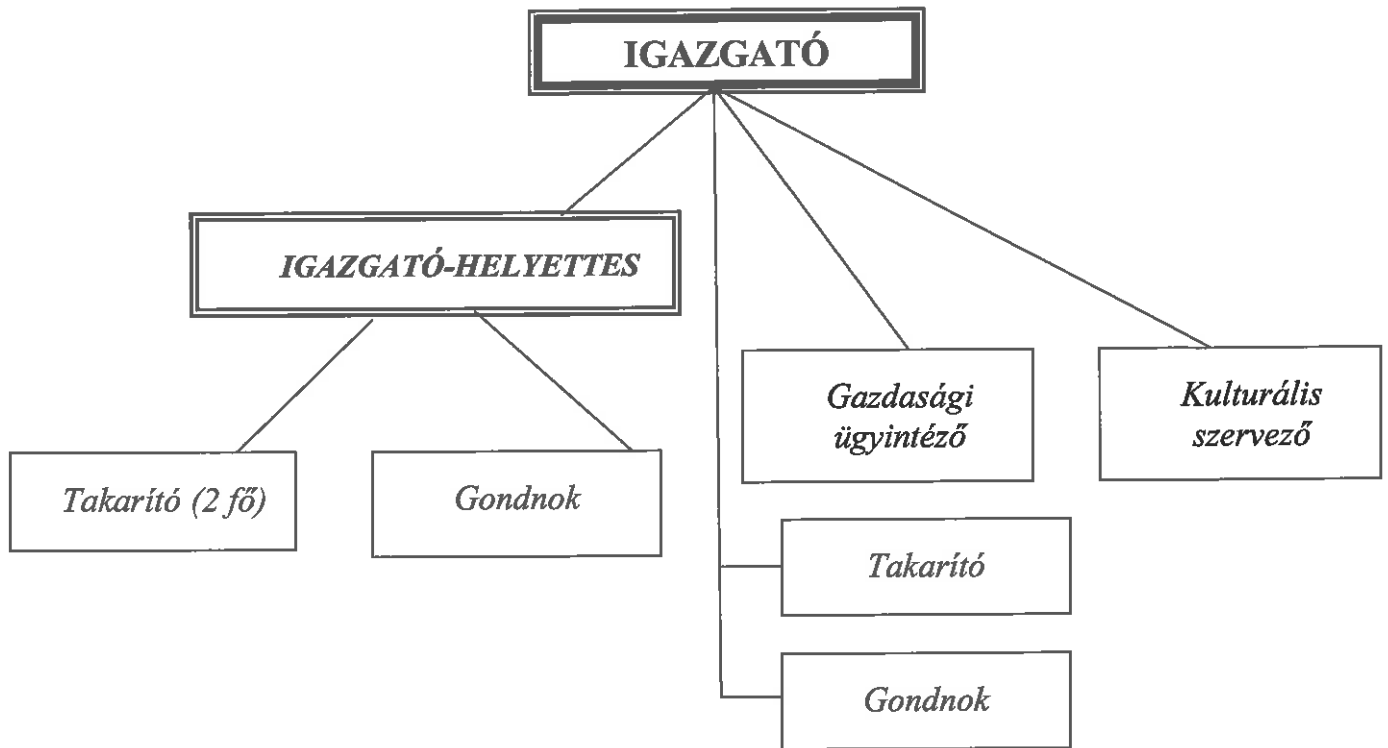 IGAZGATÓ
IGAZGATÓ-HELYETTES
Gazdasági
ügyintéző
Kulturális
szervező
Takarító (2 fő)
Gondnok
Takarító
Gondnok